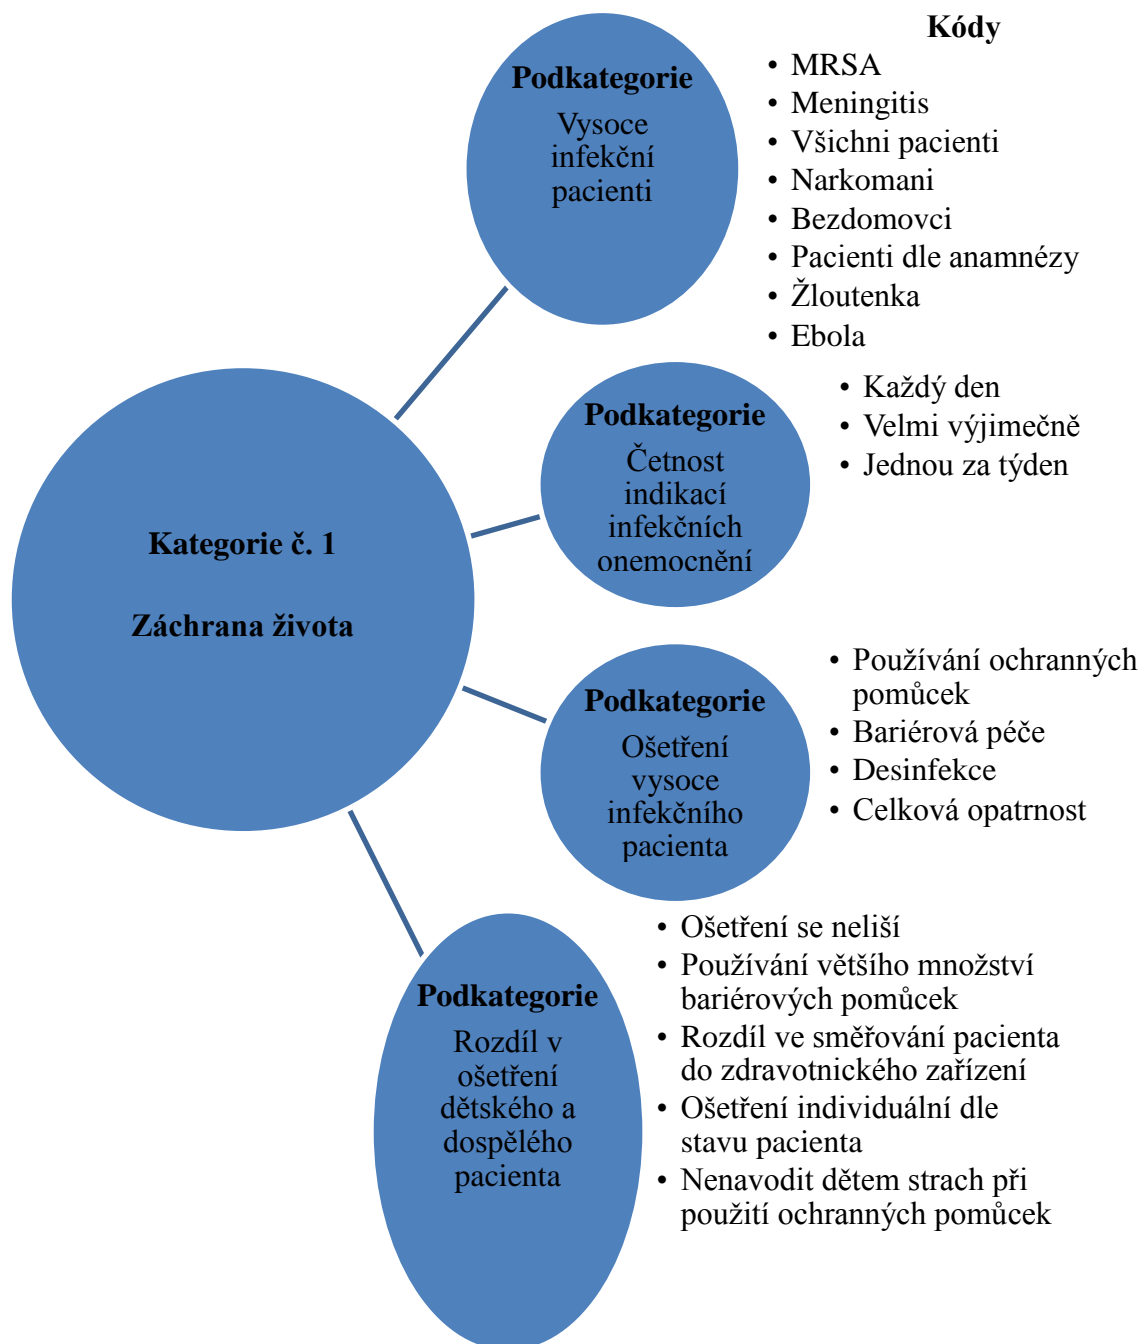 Kódy
Podkategorie
Vysoce
infekční
pacienti
• MRSA
• Meningitis
• Všichni pacienti
• Narkomani
• Bezdomovci
• Pacienti dle anamnézy
• Žloutenka
• Ebola
Kategorie č. 1
Záchrana života
Podkategorie
Četnost
indikací
infekčních
onemocnění
• Každý den
• Velmi výjimečně
• Jednou za týden
Podkategorie
Ošetření
vysoce
infekčního
pacienta
• Používání ochranných
pomůcek
• Bariérová péče
• Desinfekce
• Celková opatrnost
Podkategorie
Rozdíl v
ošetření
dětského a
dospělého
pacienta
• Ošetření se neliší
• Používání většího množství
bariérových pomůcek
• Rozdíl ve směřování pacienta
do zdravotnického zařízení
• Ošetření individuální dle
stavu pacienta
• Nenavodit dětem strach při
použití ochranných pomůcek